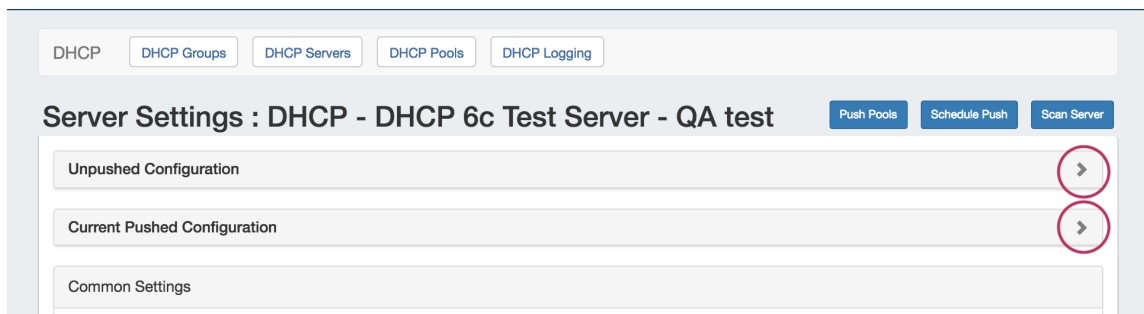 DHCP DHCP Groups DHCP Servers DHCP Pools DHCP Logging
Server Settings : DHCP - DHCP 6c Test Server - QA test Push Pools Schedule Push Scan Server
Unpushed Configuration
Current Pushed Configuration
Common Settings